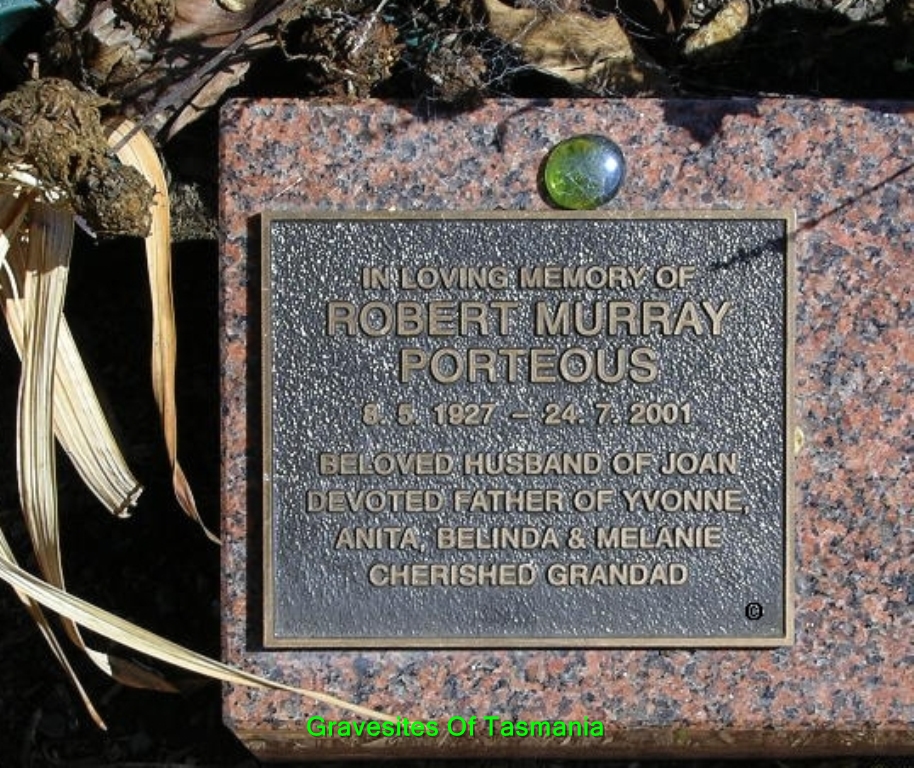 IN LOVING MEMORY OF
ROBERT MURRAY
PORTEOUS
8. 5. 1927 – 24. 7. 2001
BELOVED HUSBAND OF JOAN
DEVOTED FATHER OF YVONNE,
ANITA, BELINDA & MELANIE
CHERISHED GRANDAD
©
Gravesites Of Tasmania